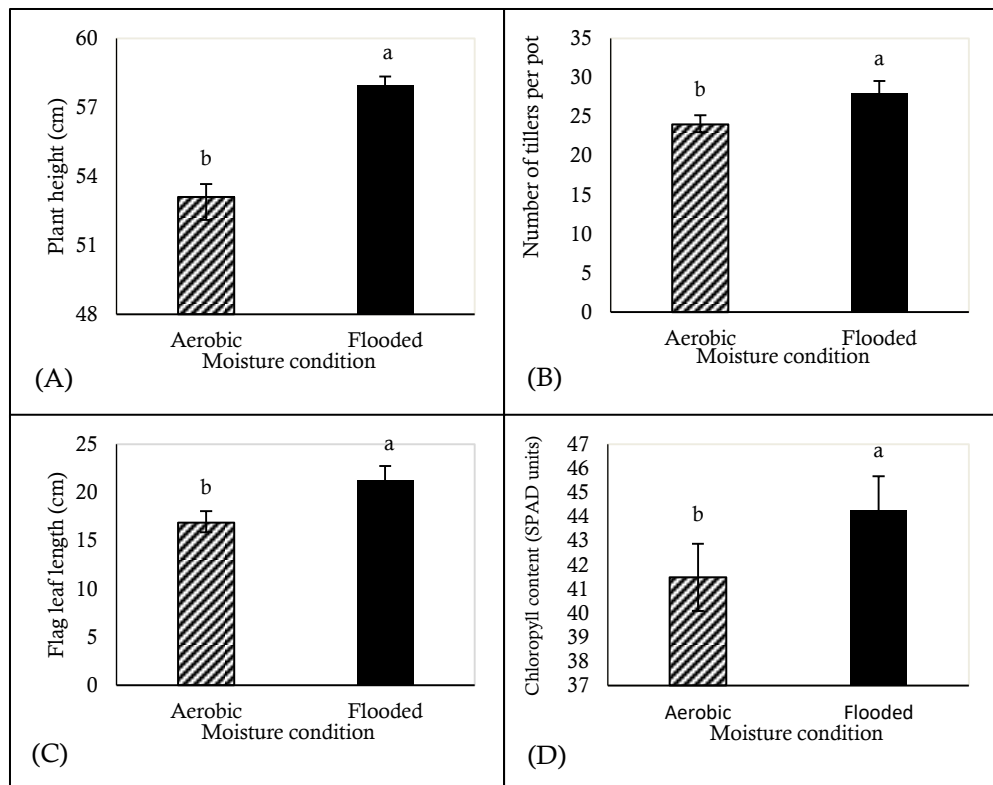 Plant height (cm)
60
57
54
51
48
b
a
Aerobic
Flooded
Moisture condition
(A)
Number of tillers per pot
35
30
25
20
15
10
5
0
b
a
Aerobic
Flooded
Moisture condition
(B)
Flag leaf length (cm)
25
20
15
10
5
0
b
a
Aerobic
Flooded
Moisture condition
(C)
Chloropyll content (SPAD units)
47
46
45
44
43
42
41
40
39
38
37
b
a
Aerobic
Flooded
Moisture condition
(D)